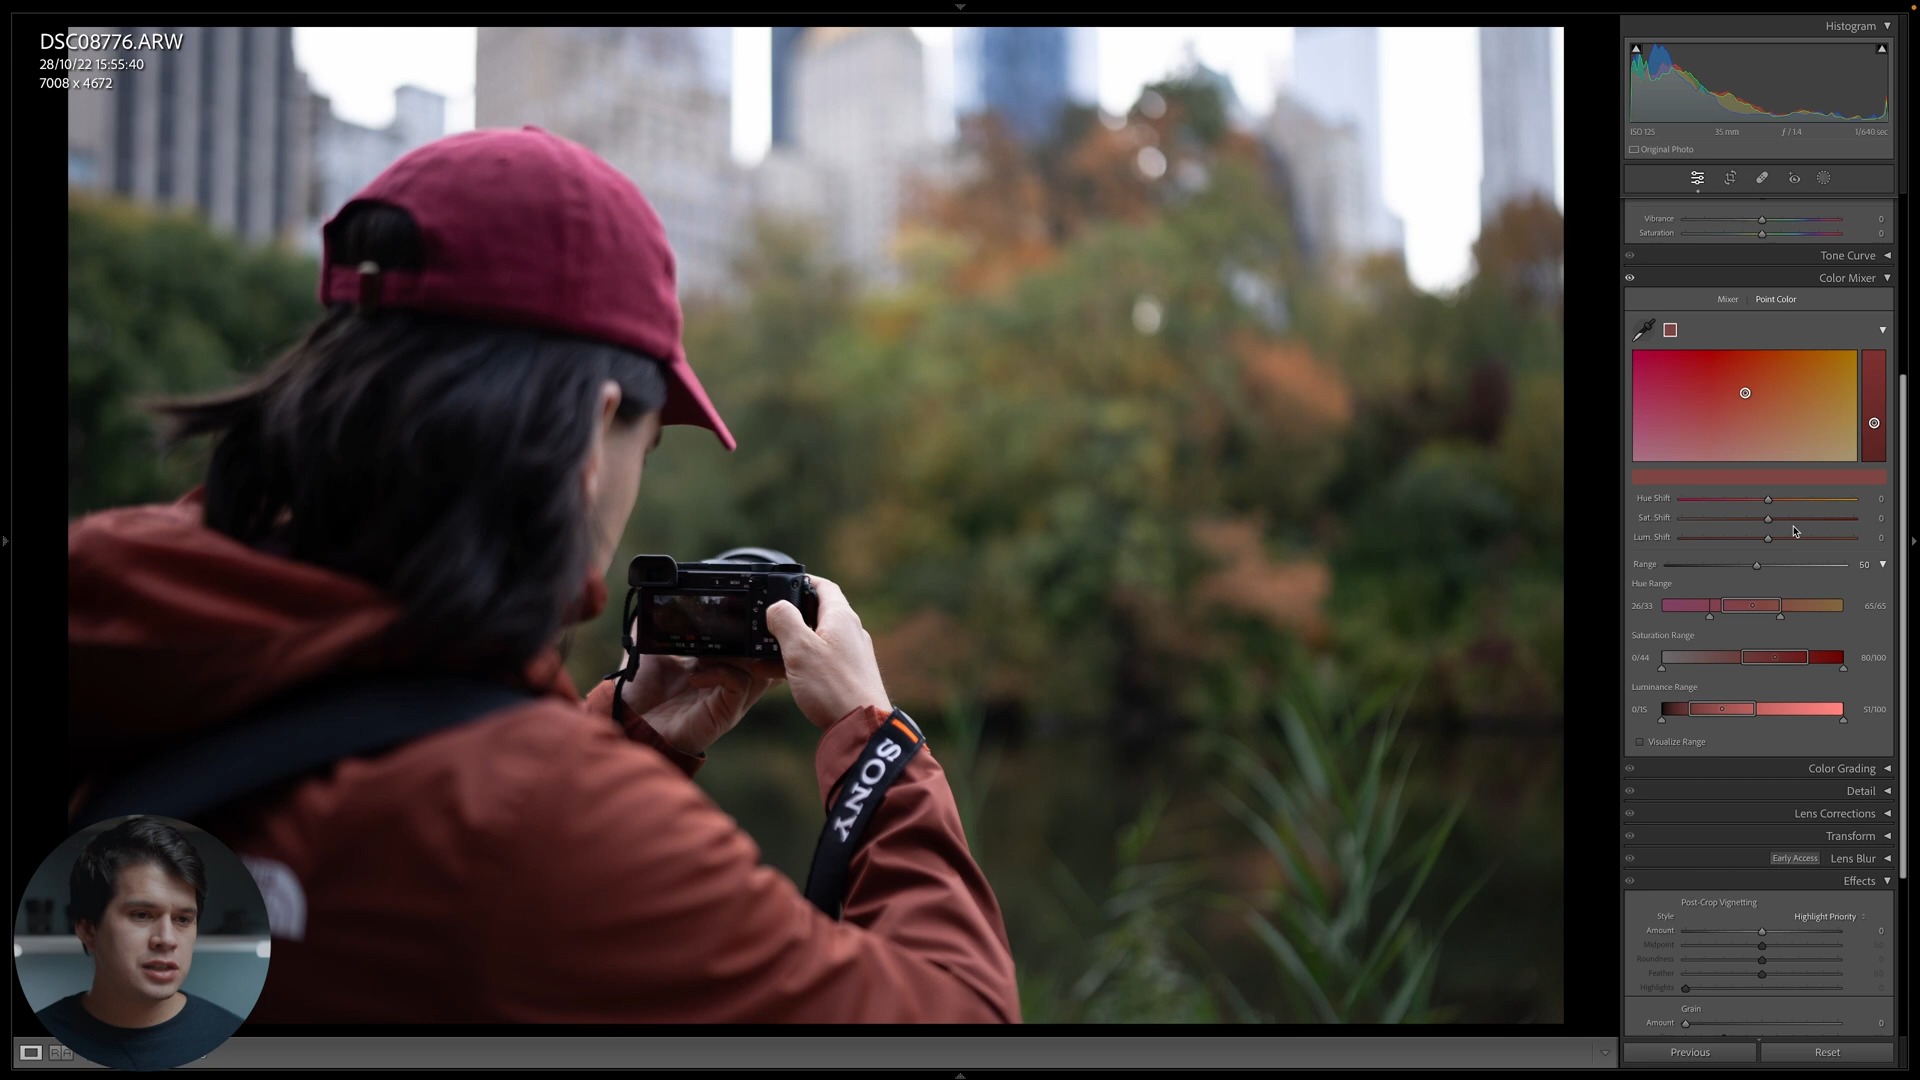 DSC08776.ARW
28/10/22 15:55:40
7008 x 4672
SONY
Histogram
ISO 125 35 mm ƒ / 1.4 1/640 sec
Original Photo
Vibrance 0
Saturation 0
Tone Curve
Color Mixer
Mixer Point Color
Hue Shift 0
Sat. Shift 0
Lum. Shift 0
Range 50
Hue Range
26/33 65/65
Saturation Range
0/44 80/100
Luminance Range
0/15 51/100
Visualize Range
Color Grading
Detail
Lens Corrections
Transform
Early Access Lens Blur
Effects
Post-Crop Vignetting
Style Highlight Priority
Amount 0
Midpoint
Roundness
Feather
Highlights
Grain
Amount 0
Previous Reset